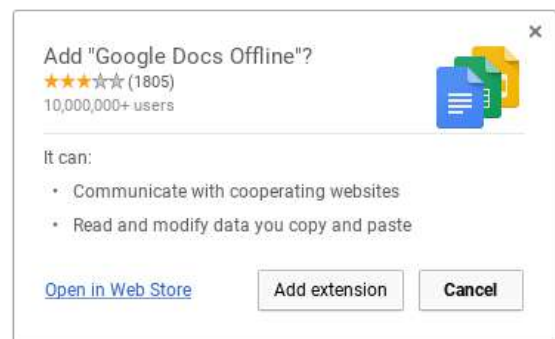 Add "Google Docs Offline"?
(1805)
10,000,000+ users
It can:
• Communicate with cooperating websites
• Read and modify data you copy and paste
Open in Web Store Add extension Cancel